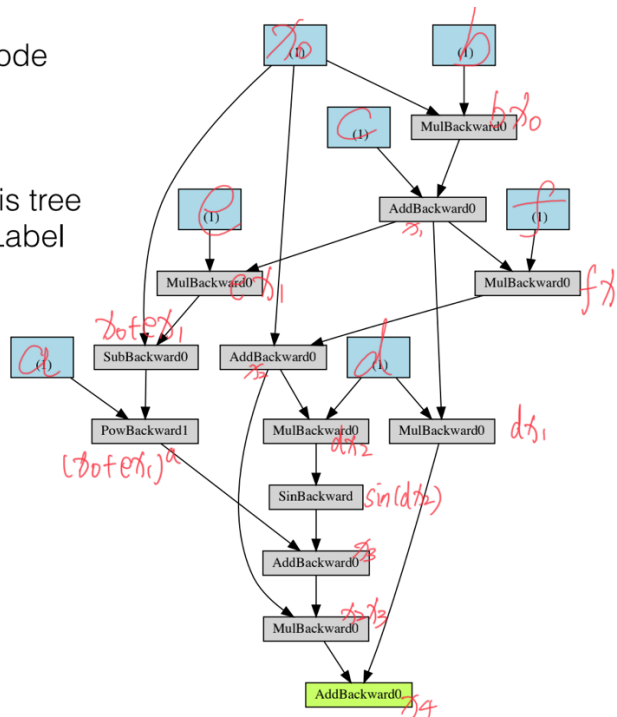 ode
x₀
(1)
b
(1)
C
(1)
MulBackward0
bx₀
is tree
Label
e
(1)
AddBackward0
x₁
f
(1)
MulBackward0
ex₁
MulBackward0
fx
x₀+ex₁
a
(1)
SubBackward0
AddBackward0
x₂
d
(1)
PowBackward1
(x₀+ex₁)ᵃ
MulBackward0
dx₂
MulBackward0
dx₁
SinBackward
sin(dx₂)
AddBackward0
x₃
MulBackward0
x₂x₃
AddBackward0
x₄